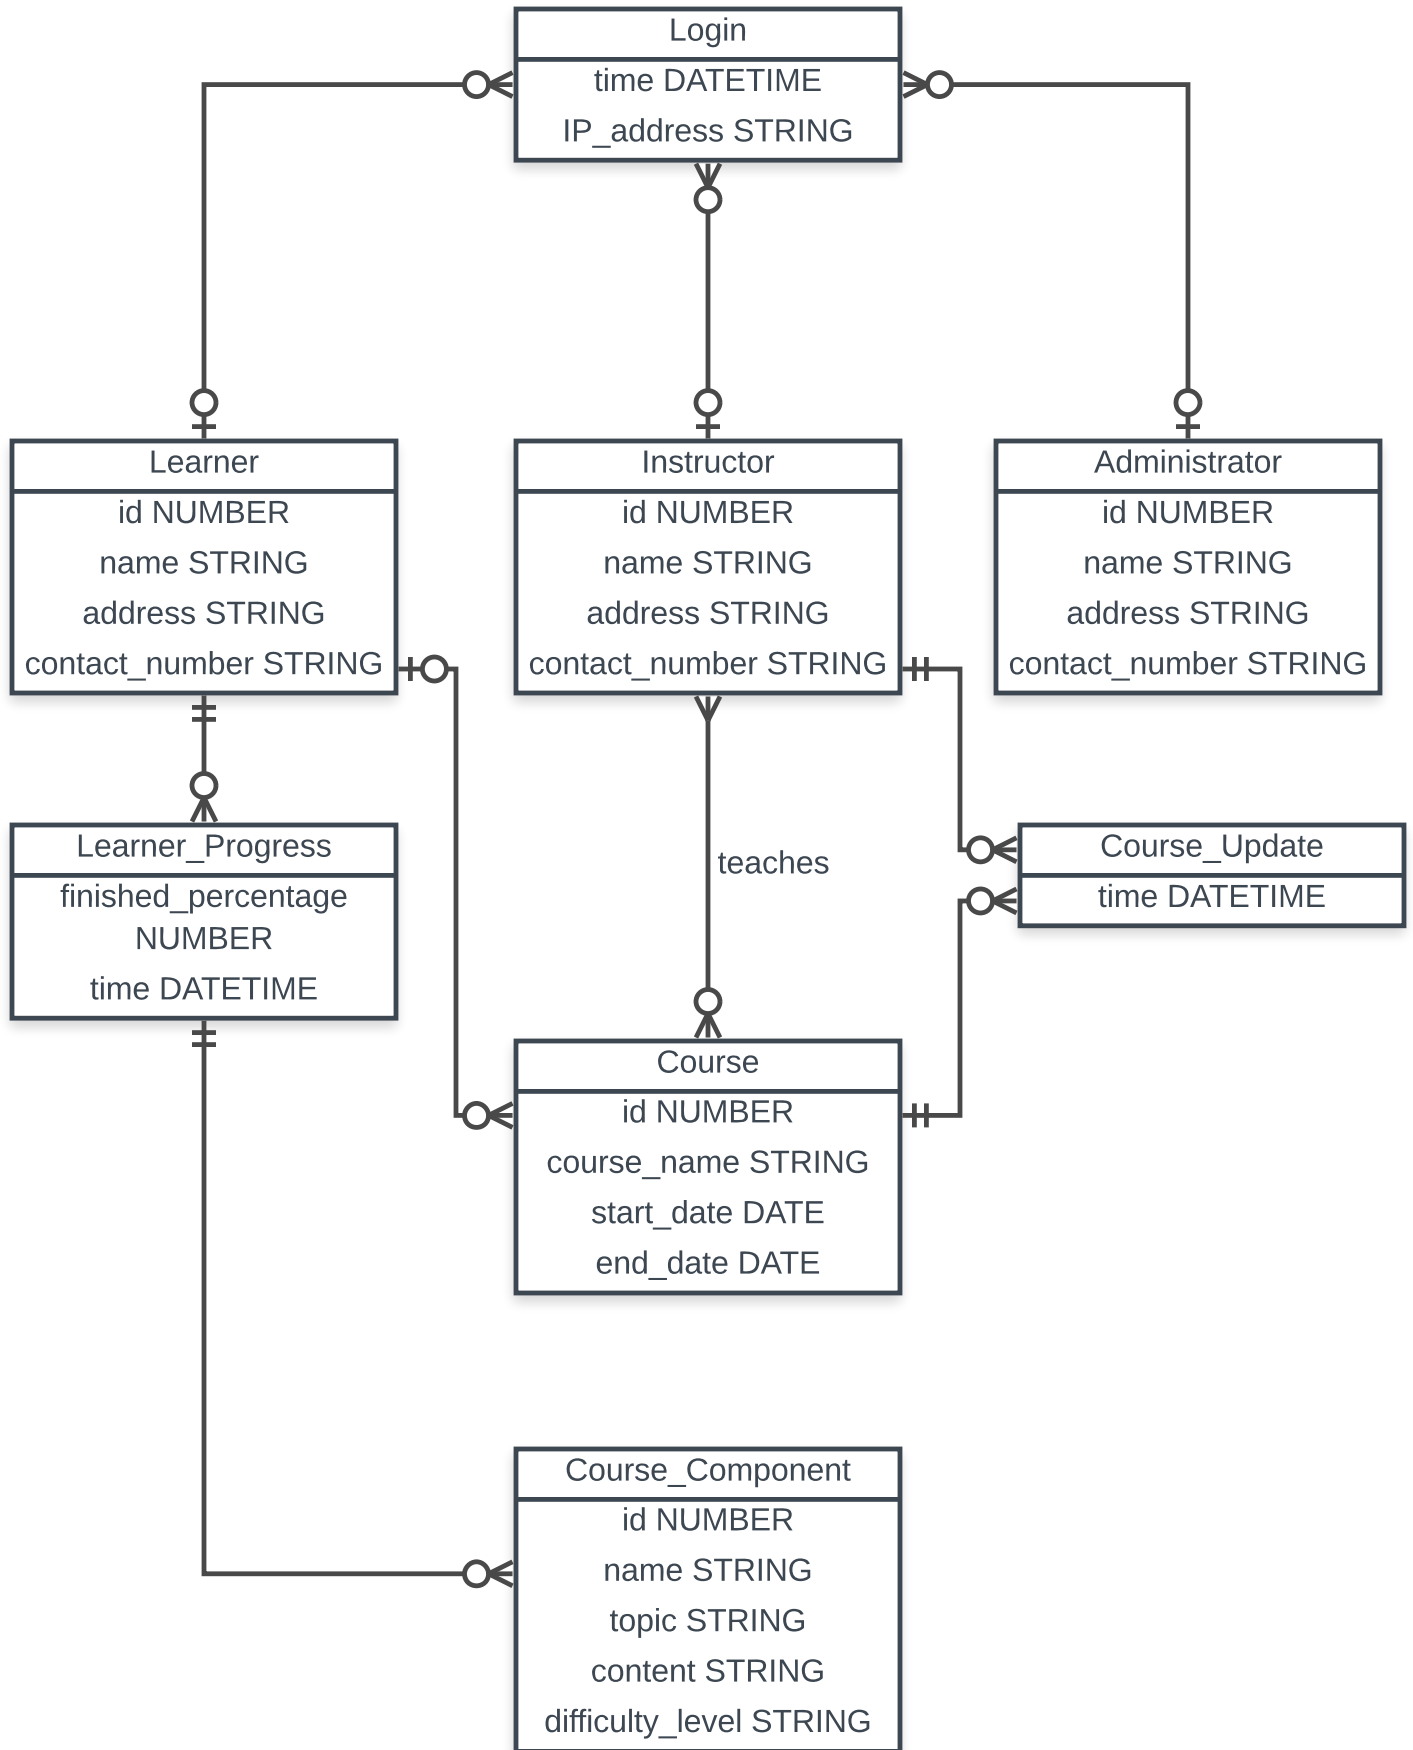 Login
time DATETIME
IP_address STRING
Learner
id NUMBER
name STRING
address STRING
contact_number STRING
Instructor
id NUMBER
name STRING
address STRING
contact_number STRING
Administrator
id NUMBER
name STRING
address STRING
contact_number STRING
Learner_Progress
finished_percentage
NUMBER
time DATETIME
teaches
Course_Update
time DATETIME
Course
id NUMBER
course_name STRING
start_date DATE
end_date DATE
Course_Component
id NUMBER
name STRING
topic STRING
content STRING
difficulty_level STRING